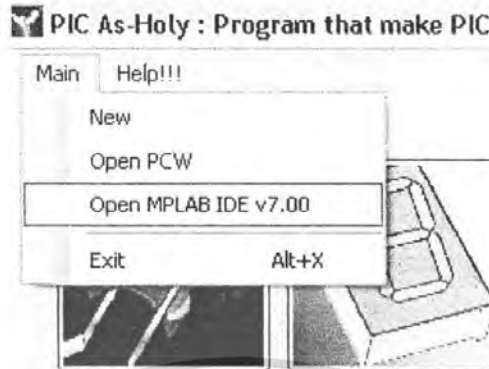 PIC As-Holy : Program that make PIC
Main Help!!!
New
Open PCW
Open MPLAB IDE v7.00
Exit Alt+X